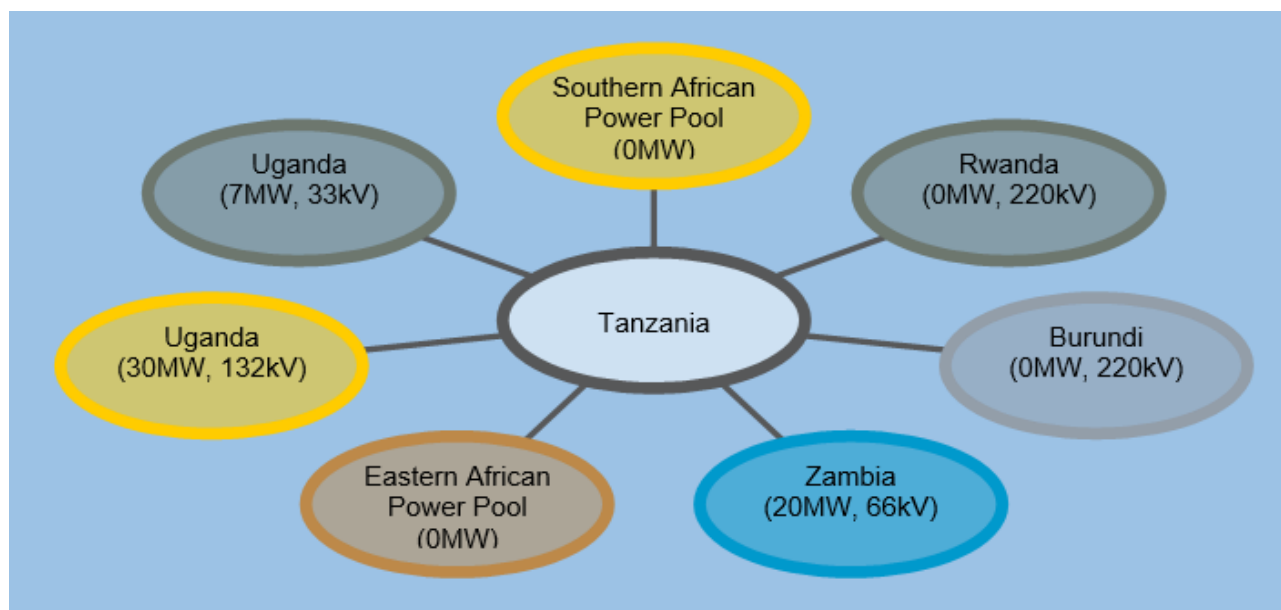 Southern African
Power Pool
(0MW)
Uganda
(7MW, 33kV)
Rwanda
(0MW, 220kV)
Tanzania
Uganda
(30MW, 132kV)
Burundi
(0MW, 220kV)
Eastern African
Power Pool
(0MW)
Zambia
(20MW, 66kV)